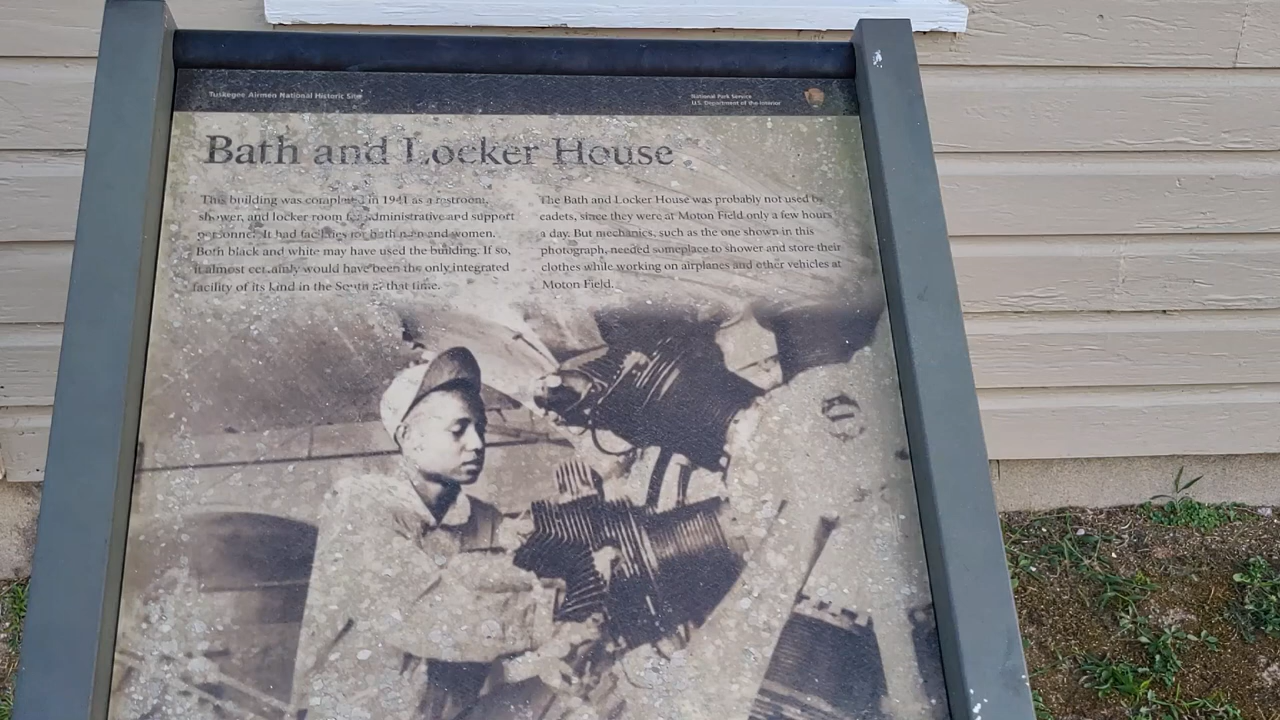 Tuskegee Airmen National Historic Site
National Park Service
U.S. Department of the Interior
Bath and Locker House
This building was completed in 1941 as a restroom,
shower, and locker room for administrative and support
personnel. It had facilities for both men and women.
Both black and white may have used the building. If so,
it almost certainly would have been the only integrated
facility of its kind in the South at that time.
The Bath and Locker House was probably not used by
cadets, since they were at Moton Field only a few hours
a day. But mechanics, such as the one shown in this
photograph, needed someplace to shower and store their
clothes while working on airplanes and other vehicles at
Moton Field.